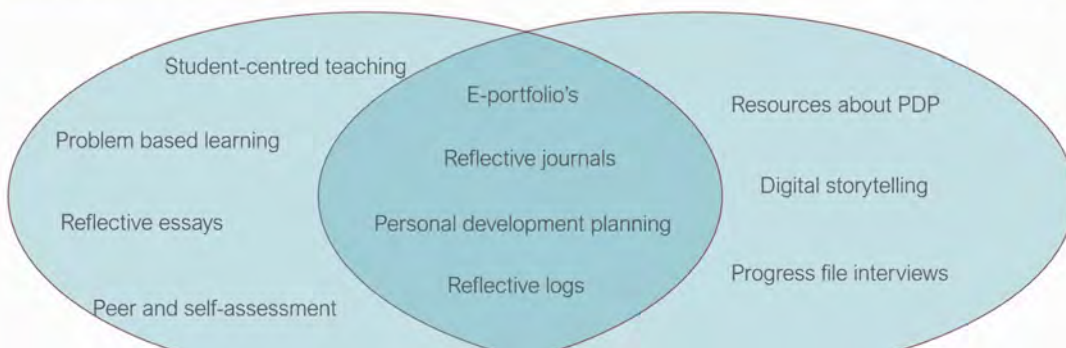 Student-centred teaching
Problem based learning
Reflective essays
Peer and self-assessment
E-portfolio's
Reflective journals
Personal development planning
Reflective logs
Resources about PDP
Digital storytelling
Progress file interviews